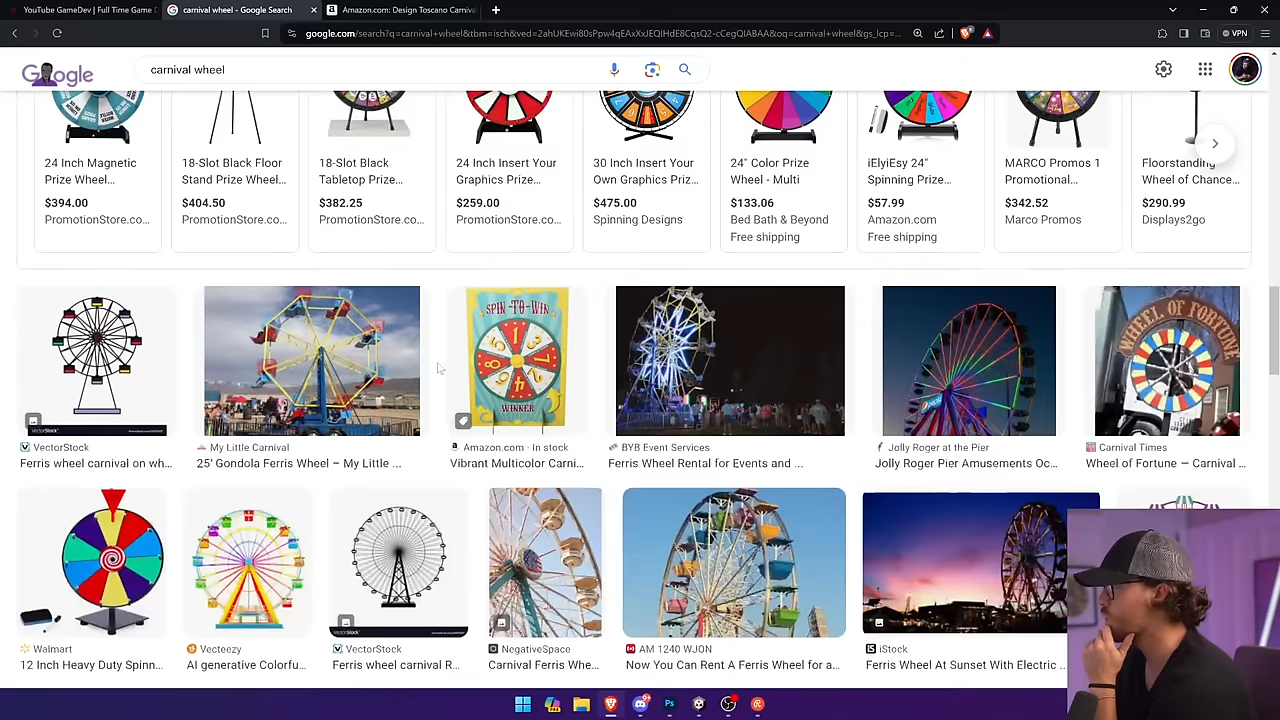 YouTube GameDev | Full Time Game D
carnival wheel - Google Search
Amazon.com: Design Toscano Carniva
google.com/search?q=carnival+wheel&tbm=isch&ved=2ahUKEwi80sPpw4qEAxXxJEQIHdE8CqsQ2-cCegQIABAA&oq=carnival+wheel&gs_lcp=...
VPN
Google
carnival wheel
24 Inch Magnetic
Prize Wheel...
$394.00
PromotionStore.co...
18-Slot Black Floor
Stand Prize Wheel...
$404.50
PromotionStore.co...
18-Slot Black
Tabletop Prize...
$382.25
PromotionStore.co...
24 Inch Insert Your
Graphics Prize...
$259.00
PromotionStore.co...
30 Inch Insert Your
Own Graphics Priz...
$475.00
Spinning Designs
24" Color Prize
Wheel - Multi
$133.06
Bed Bath & Beyond
Free shipping
iElyiEsy 24"
Spinning Prize...
$57.99
Amazon.com
Free shipping
MARCO Promos 1
Promotional...
$342.52
Marco Promos
Floorstanding
Wheel of Chance...
$290.99
Displays2go
SPIN-TO-WIN
WINNER
WHEEL OF FORTUNE
VectorStock
Ferris wheel carnival on wh...
My Little Carnival
25' Gondola Ferris Wheel – My Little ...
Amazon.com · In stock
Vibrant Multicolor Carni...
BYB Event Services
Ferris Wheel Rental for Events and ...
Jolly Roger at the Pier
Jolly Roger Pier Amusements Oc...
Carnival Times
Wheel of Fortune — Carnival ...
Walmart
12 Inch Heavy Duty Spinn...
Vecteezy
AI generative Colorfu...
VectorStock
Ferris wheel carnival R...
NegativeSpace
Carnival Ferris Whe...
AM 1240 WJON
Now You Can Rent A Ferris Wheel for a...
iStock
Ferris Wheel At Sunset With Electric ...